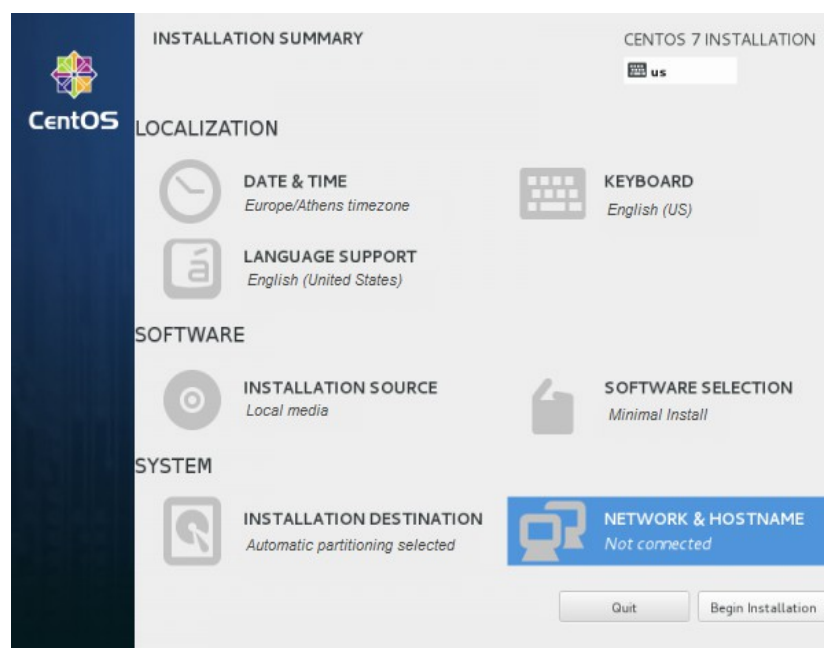 INSTALLATION SUMMARY
CENTOS 7 INSTALLATION
us
CentOS
LOCALIZATION
DATE & TIME
Europe/Athens timezone
KEYBOARD
English (US)
á
LANGUAGE SUPPORT
English (United States)
SOFTWARE
INSTALLATION SOURCE
Local media
SOFTWARE SELECTION
Minimal Install
SYSTEM
INSTALLATION DESTINATION
Automatic partitioning selected
NETWORK & HOSTNAME
Not connected
Quit
Begin Installation